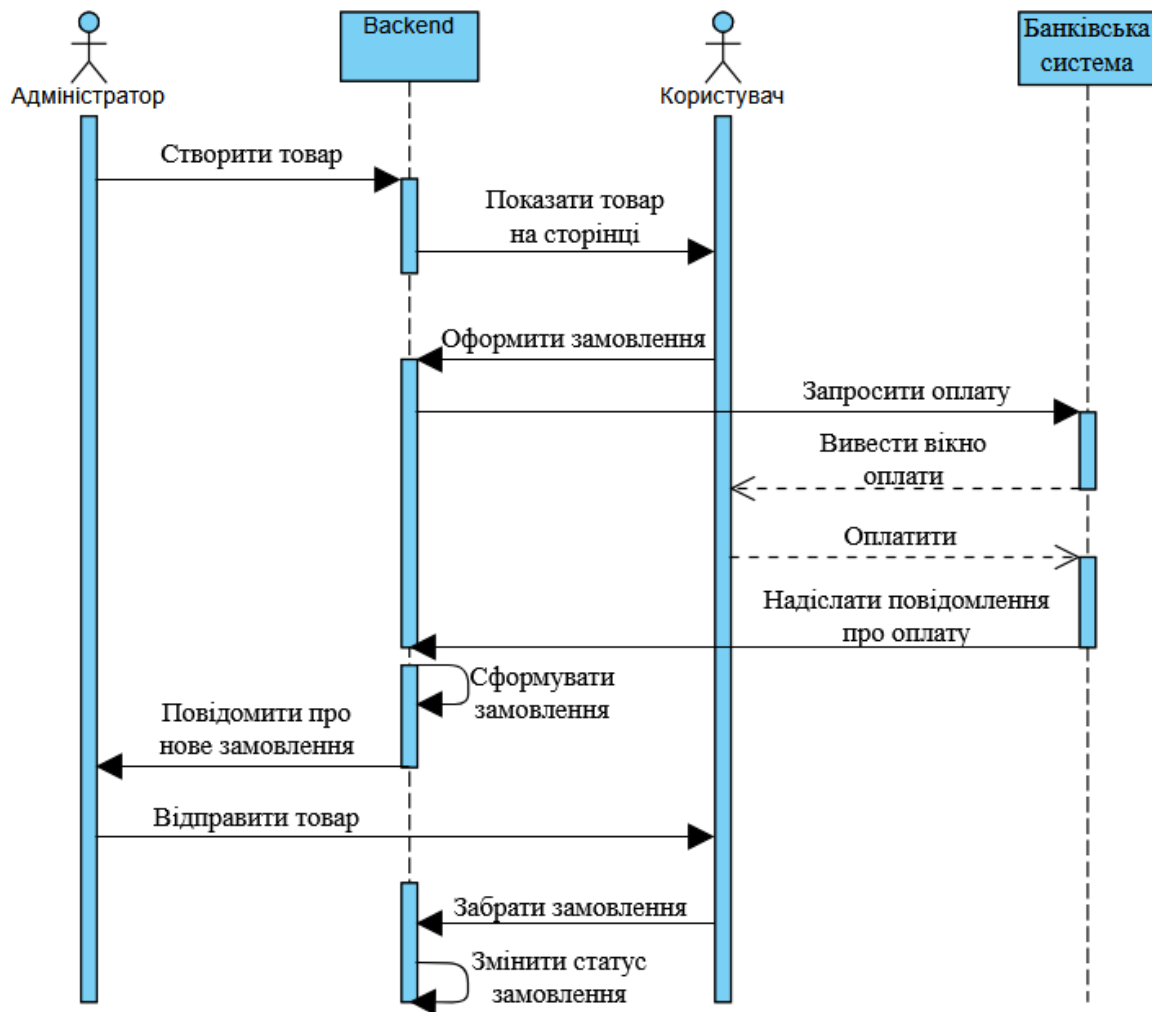 Адміністратор
Backend
Користувач
Банківська
система
Створити товар
Показати товар
на сторінці
Оформити замовлення
Запросити оплату
Вивести вікно
оплати
Оплатити
Надіслати повідомлення
про оплату
Сформувати
замовлення
Повідомити про
нове замовлення
Відправити товар
Забрати замовлення
Змінити статус
замовлення